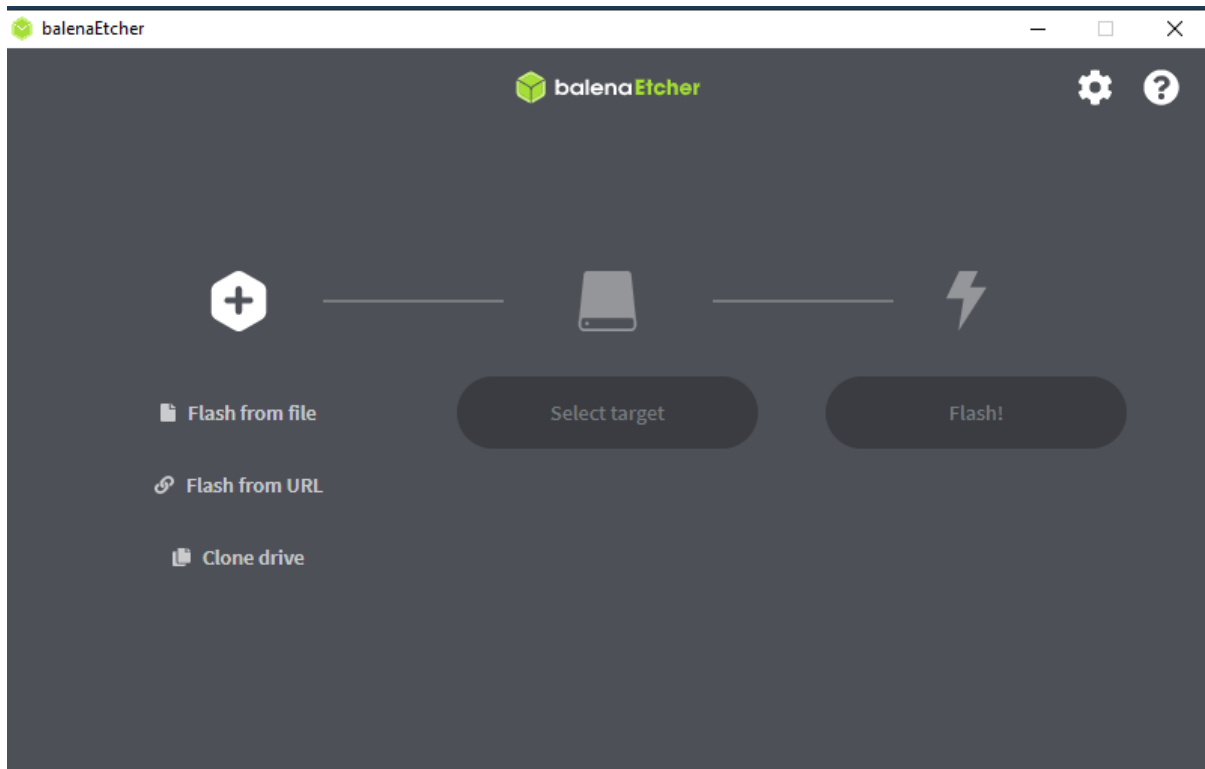 balenaEtcher
balenaEtcher
Flash from file
Select target
Flash!
Flash from URL
Clone drive